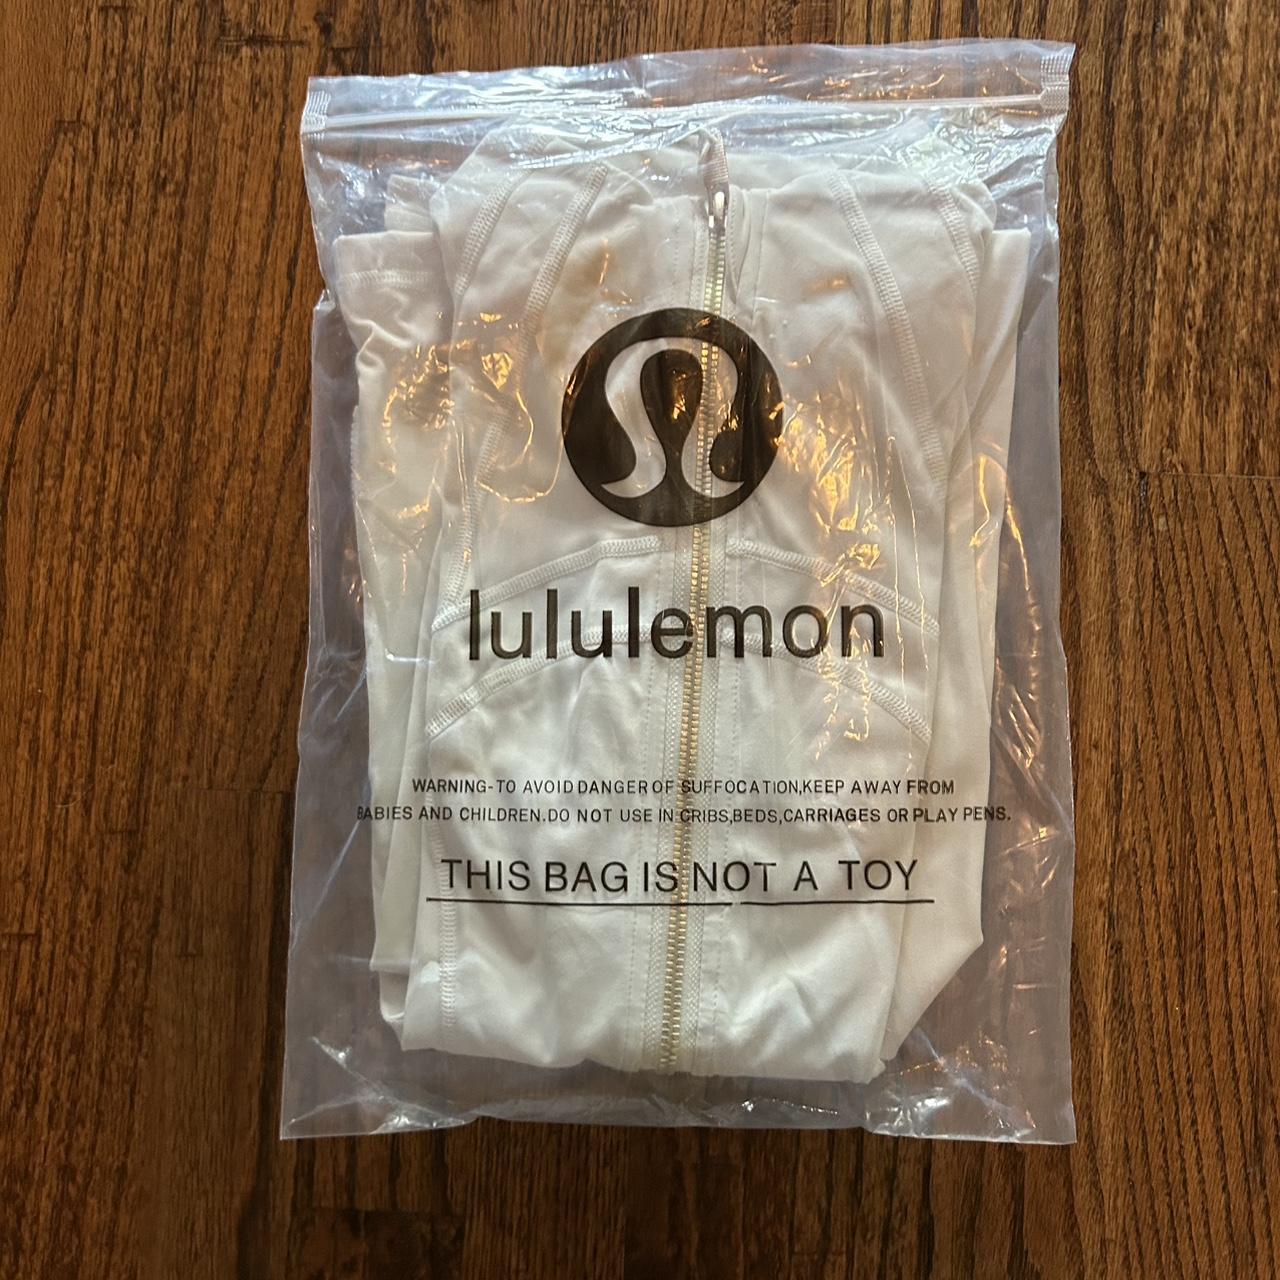 lululemon
WARNING-TO AVOID DANGER OF SUFFOCATION,KEEP AWAY FROM
BABIES AND CHILDREN.DO NOT USE IN CRIBS,BEDS,CARRIAGES OR PLAY PENS.
THIS BAG IS NOT A TOY